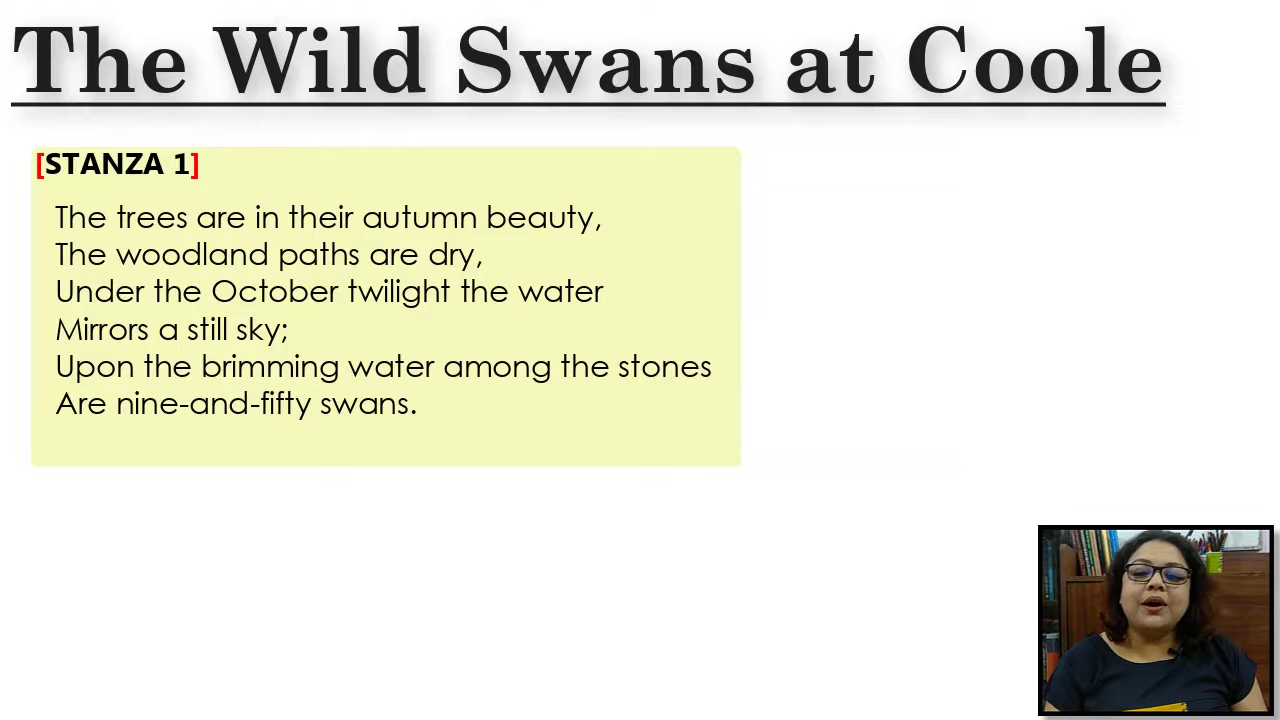 The Wild Swans at Coole
[STANZA 1]
The trees are in their autumn beauty,
The woodland paths are dry,
Under the October twilight the water
Mirrors a still sky;
Upon the brimming water among the stones
Are nine-and-fifty swans.